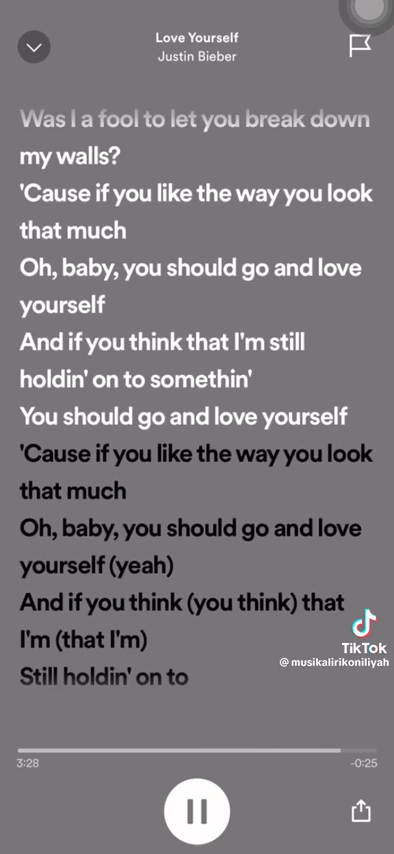 Love Yourself
Justin Bieber
Was I a fool to let you break down
my walls?
'Cause if you like the way you look
that much
Oh, baby, you should go and love
yourself
And if you think that I'm still
holdin' on to somethin'
You should go and love yourself
'Cause if you like the way you look
that much
Oh, baby, you should go and love
yourself (yeah)
And if you think (you think) that
I'm (that I'm)
Still holdin' on to
TikTok
@musikalirikoniliyah
3:28
-0:25